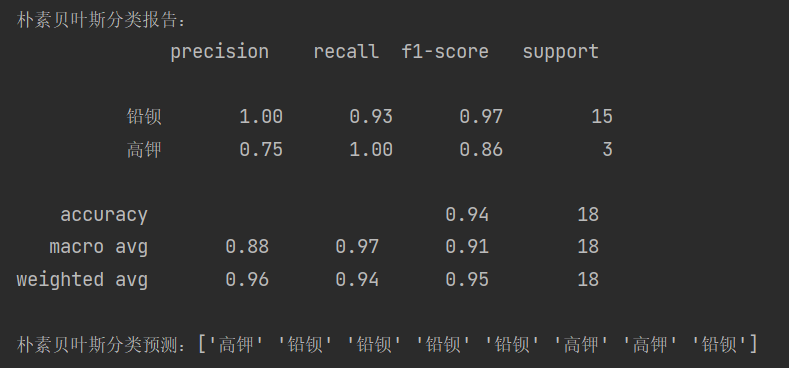 朴素贝叶斯分类报告:
precision recall f1-score support
铅钡 1.00 0.93 0.97 15
高钾 0.75 1.00 0.86 3
accuracy 0.94 18
macro avg 0.88 0.97 0.91 18
weighted avg 0.96 0.94 0.95 18
朴素贝叶斯分类预测: ['高钾' '铅钡' '铅钡' '铅钡' '铅钡' '高钾' '高钾' '铅钡']